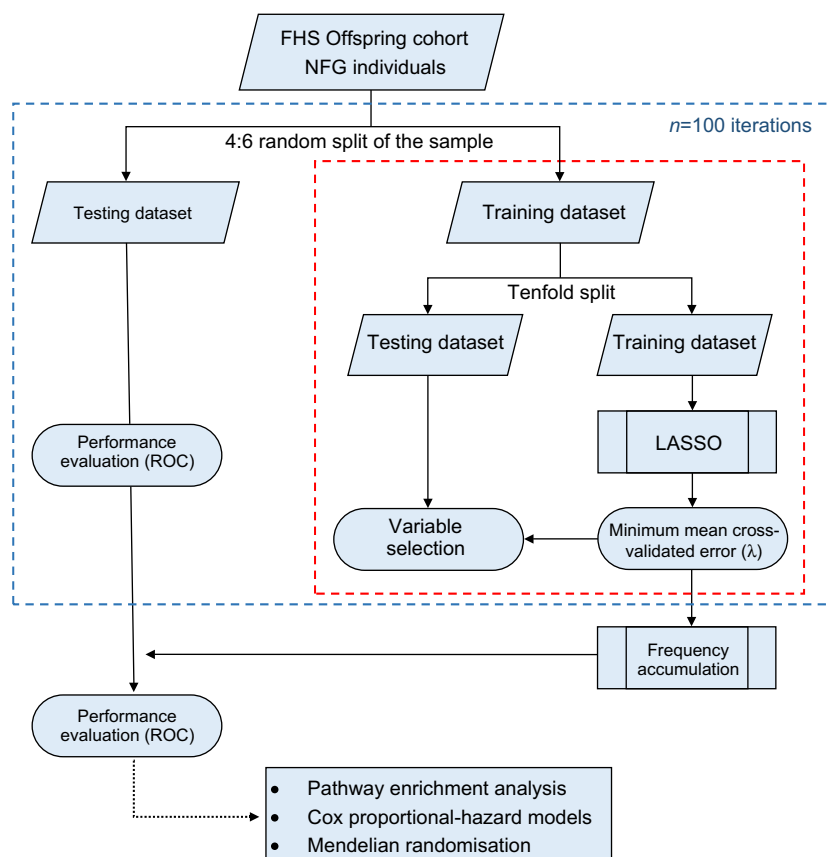 FHS Offspring cohort
NFG individuals
n=100 iterations
4:6 random split of the sample
Testing dataset
Training dataset
Tenfold split
Testing dataset
Training dataset
Performance
evaluation (ROC)
LASSO
Variable
selection
Minimum mean cross-
validated error (λ)
Frequency
accumulation
Performance
evaluation (ROC)
• Pathway enrichment analysis
• Cox proportional-hazard models
• Mendelian randomisation